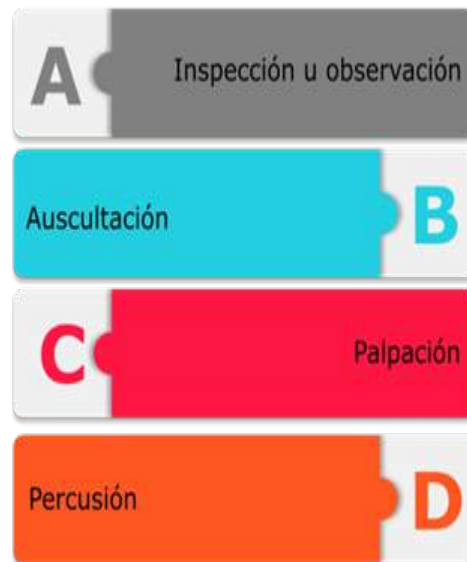 A Inspección u observación
Auscultación B
C Palpación
Percusión D